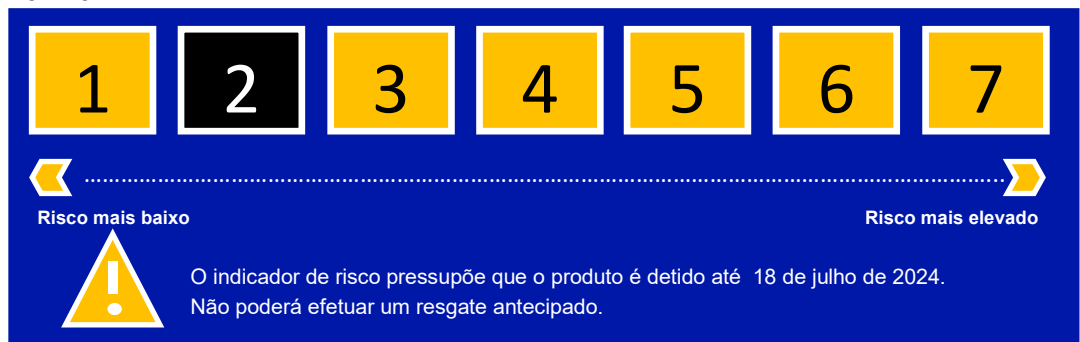 1 2 3 4 5 6 7
Risco mais baixo Risco mais elevado
O indicador de risco pressupõe que o produto é detido até 18 de julho de 2024.
Não poderá efetuar um resgate antecipado.